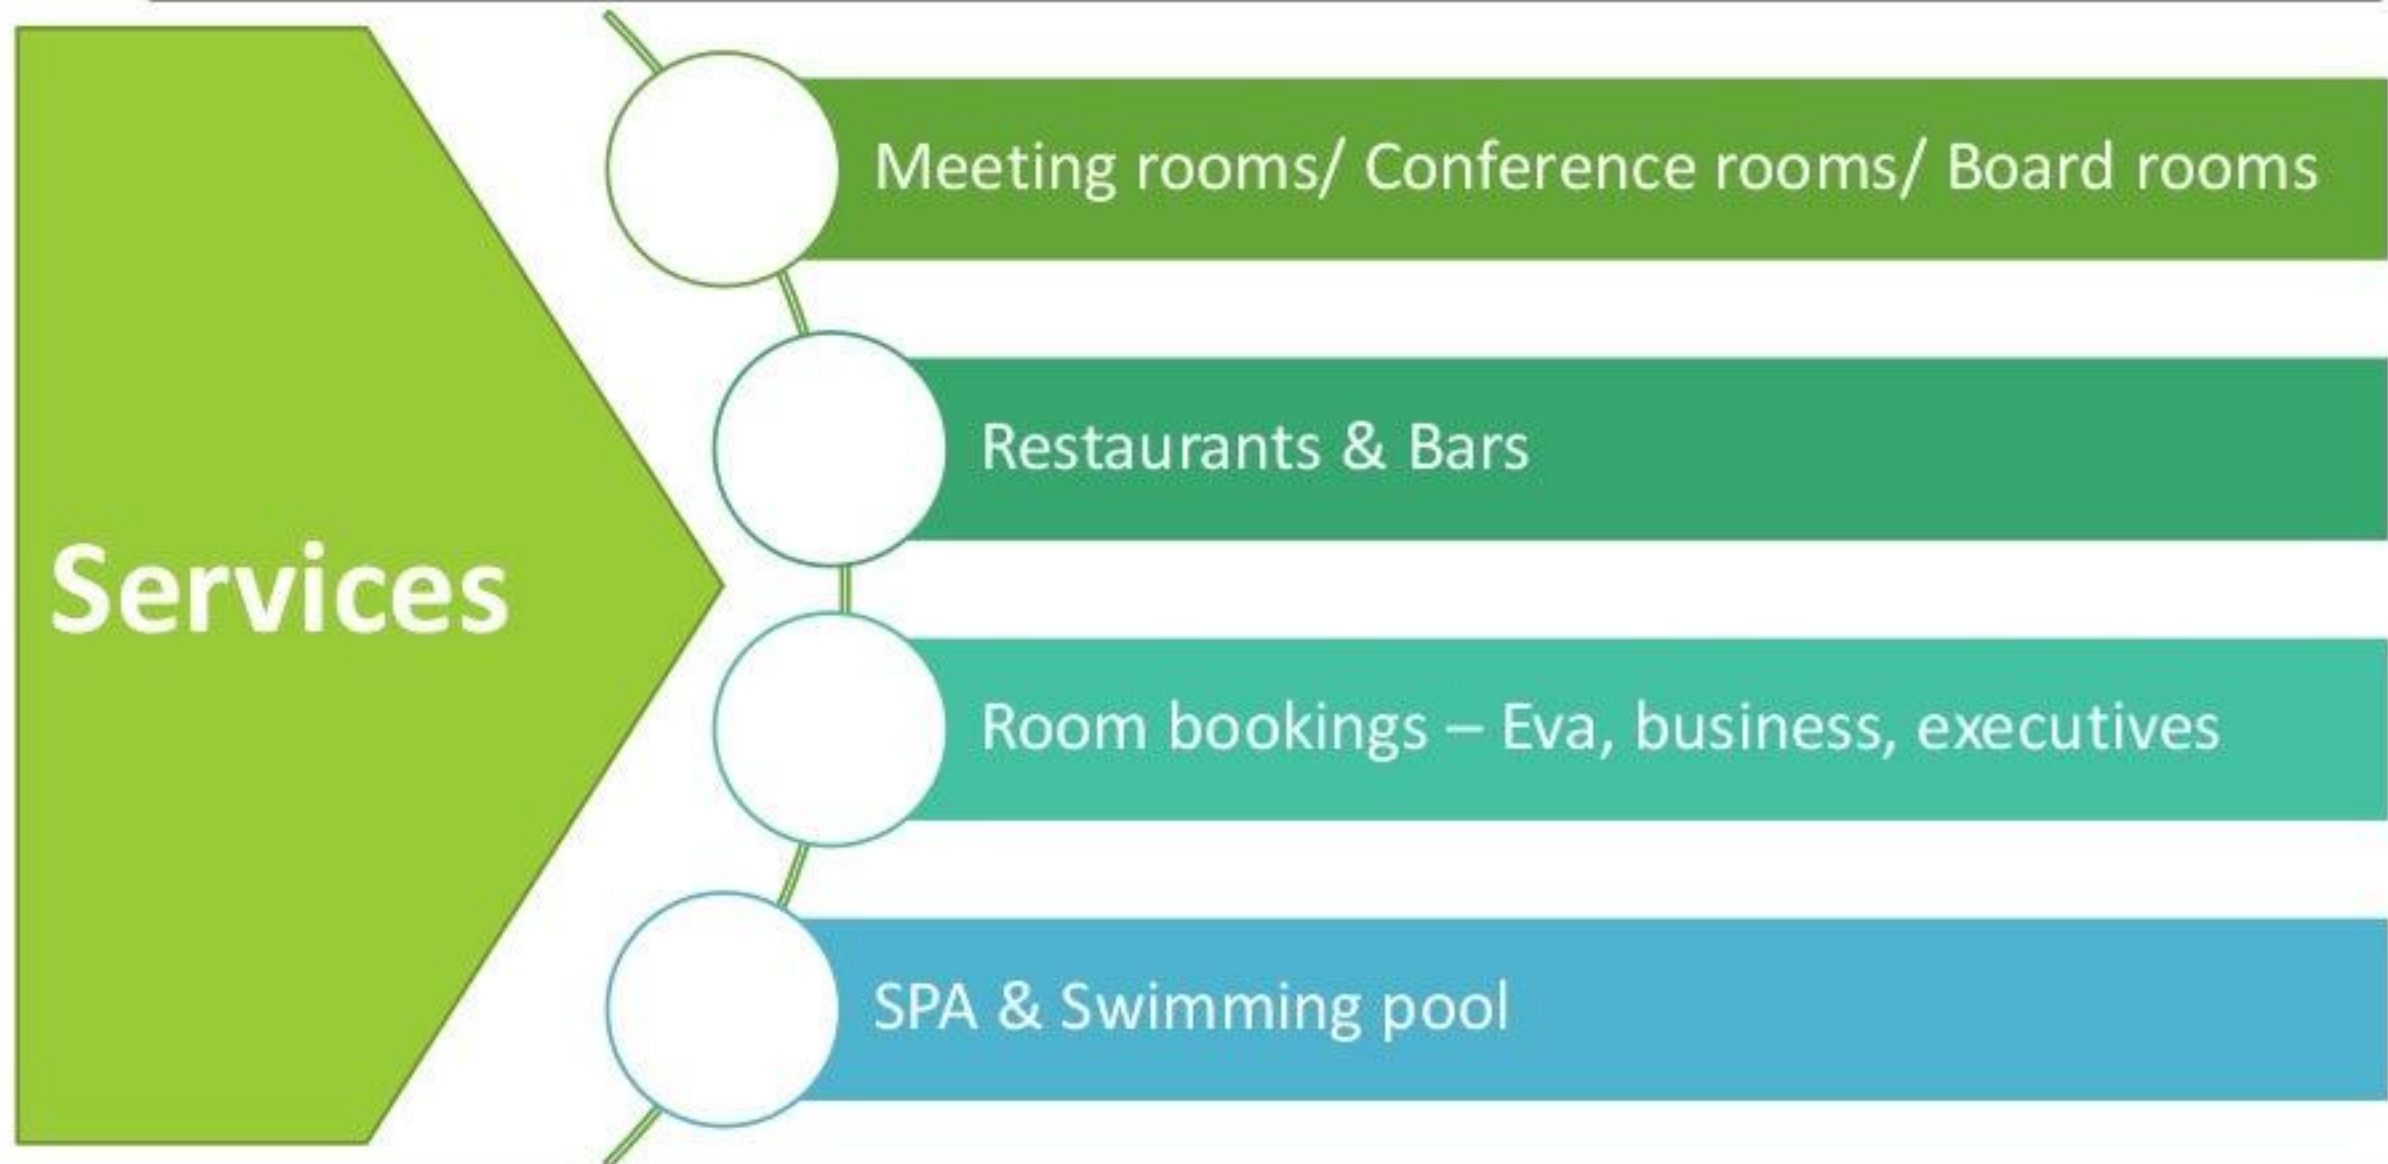 Services
Meeting rooms/ Conference rooms/ Board rooms
Restaurants & Bars
Room bookings – Eva, business, executives
SPA & Swimming pool